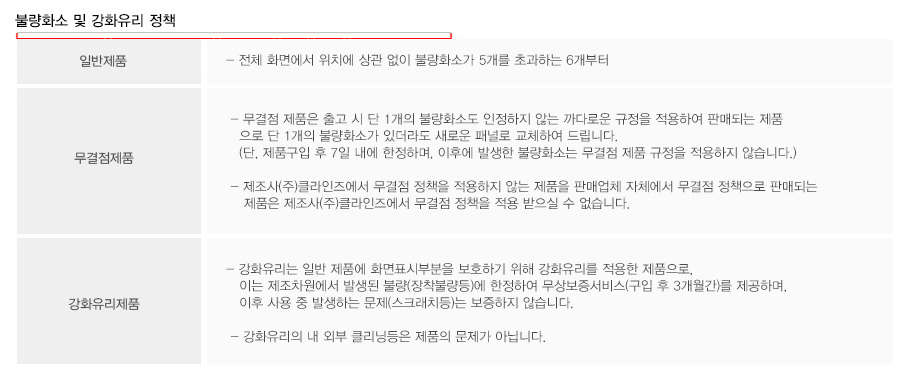 불량화소 및 강화유리 정책
일반제품
– 전체 화면에서 위치에 상관 없이 불량화소가 5개를 초과하는 6개부터
무결점제품
– 무결점 제품은 출고 시 단 1개의 불량화소도 인정하지 않는 까다로운 규정을 적용하여 판매되는 제품
으로 단 1개의 불량화소가 있더라도 새로운 패널로 교체하여 드립니다.
(단, 제품구입 후 7일 내에 한정하며, 이후에 발생한 불량화소는 무결점 제품 규정을 적용하지 않습니다.)
– 제조사(주)클라인즈에서 무결점 정책을 적용하지 않는 제품을 판매업체 자체에서 무결점 정책으로 판매되는
제품은 제조사(주)클라인즈에서 무결점 정책을 적용 받으실 수 없습니다.
강화유리제품
– 강화유리는 일반 제품에 화면표시부분을 보호하기 위해 강화유리를 적용한 제품으로,
이는 제조차원에서 발생된 불량(장착불량등)에 한정하여 무상보증서비스(구입 후 3개월간)를 제공하며,
이후 사용 중 발생하는 문제(스크래치등)는 보증하지 않습니다.
– 강화유리의 내 외부 클리닝등은 제품의 문제가 아닙니다.